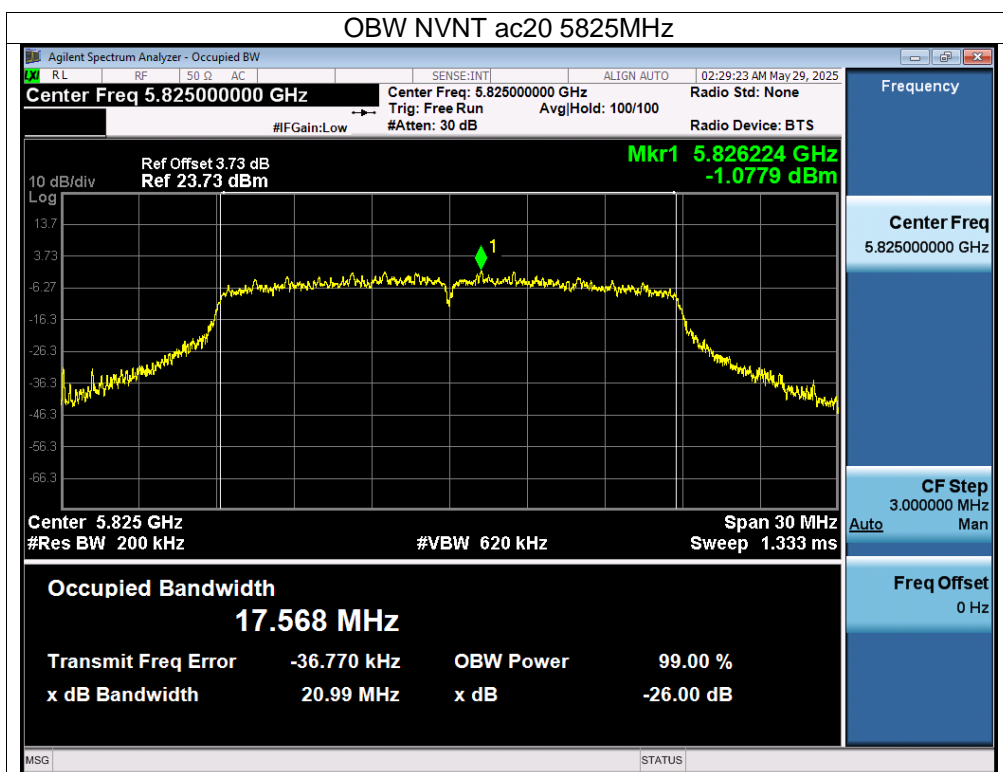 OBW NVNT ac20 5825MHz
Agilent Spectrum Analyzer - Occupied BW
LXI RL RF 50 Ω AC SENSE:INT ALIGN AUTO 02:29:23 AM May 29, 2025
Center Freq 5.825000000 GHz
#IFGain:Low
Center Freq: 5.825000000 GHz
Trig: Free Run Avg|Hold: 100/100
#Atten: 30 dB
Radio Std: None
Radio Device: BTS
Ref Offset 3.73 dB
10 dB/div Ref 23.73 dBm
Log
Mkr1 5.826224 GHz
-1.0779 dBm
13.7
3.73
-6.27
-16.3
-26.3
-36.3
-46.3
-56.3
-66.3
1
Center 5.825 GHz Span 30 MHz
#Res BW 200 kHz #VBW 620 kHz Sweep 1.333 ms
Occupied Bandwidth
17.568 MHz
Transmit Freq Error -36.770 kHz OBW Power 99.00 %
x dB Bandwidth 20.99 MHz x dB -26.00 dB
Frequency
Center Freq
5.825000000 GHz
CF Step
3.000000 MHz
Auto Man
Freq Offset
0 Hz
MSG STATUS